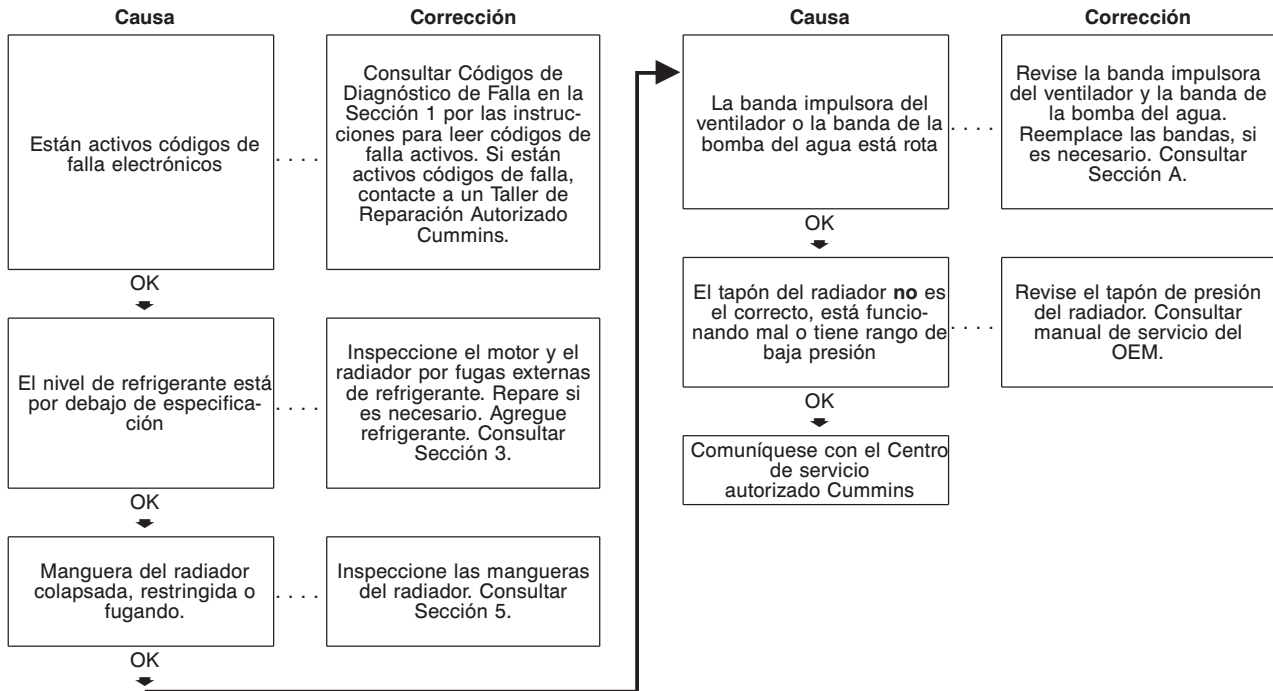 Causa
Corrección
Están activos códigos de
falla electrónicos
. . . .
Consultar Códigos de
Diagnóstico de Falla en la
Sección 1 por las instruc-
ciones para leer códigos de
falla activos. Si están
activos códigos de falla,
contacte a un Taller de
Reparación Autorizado
Cummins.
OK
El nivel de refrigerante está
por debajo de especifica-
ción
. . . .
Inspeccione el motor y el
radiador por fugas externas
de refrigerante. Repare si
es necesario. Agregue
refrigerante. Consultar
Sección 3.
OK
Manguera del radiador
colapsada, restringida o
fugando.
. . . .
Inspeccione las mangueras
del radiador. Consultar
Sección 5.
OK
Causa
Corrección
La banda impulsora del
ventilador o la banda de la
bomba del agua está rota
. . . .
Revise la banda impulsora
del ventilador y la banda de
la bomba del agua.
Reemplace las bandas, si
es necesario. Consultar
Sección A.
OK
El tapón del radiador no es
el correcto, está funcio-
nando mal o tiene rango de
baja presión
. . . .
Revise el tapón de presión
del radiador. Consultar
manual de servicio del
OEM.
OK
Comuníquese con el Centro
de servicio
autorizado Cummins